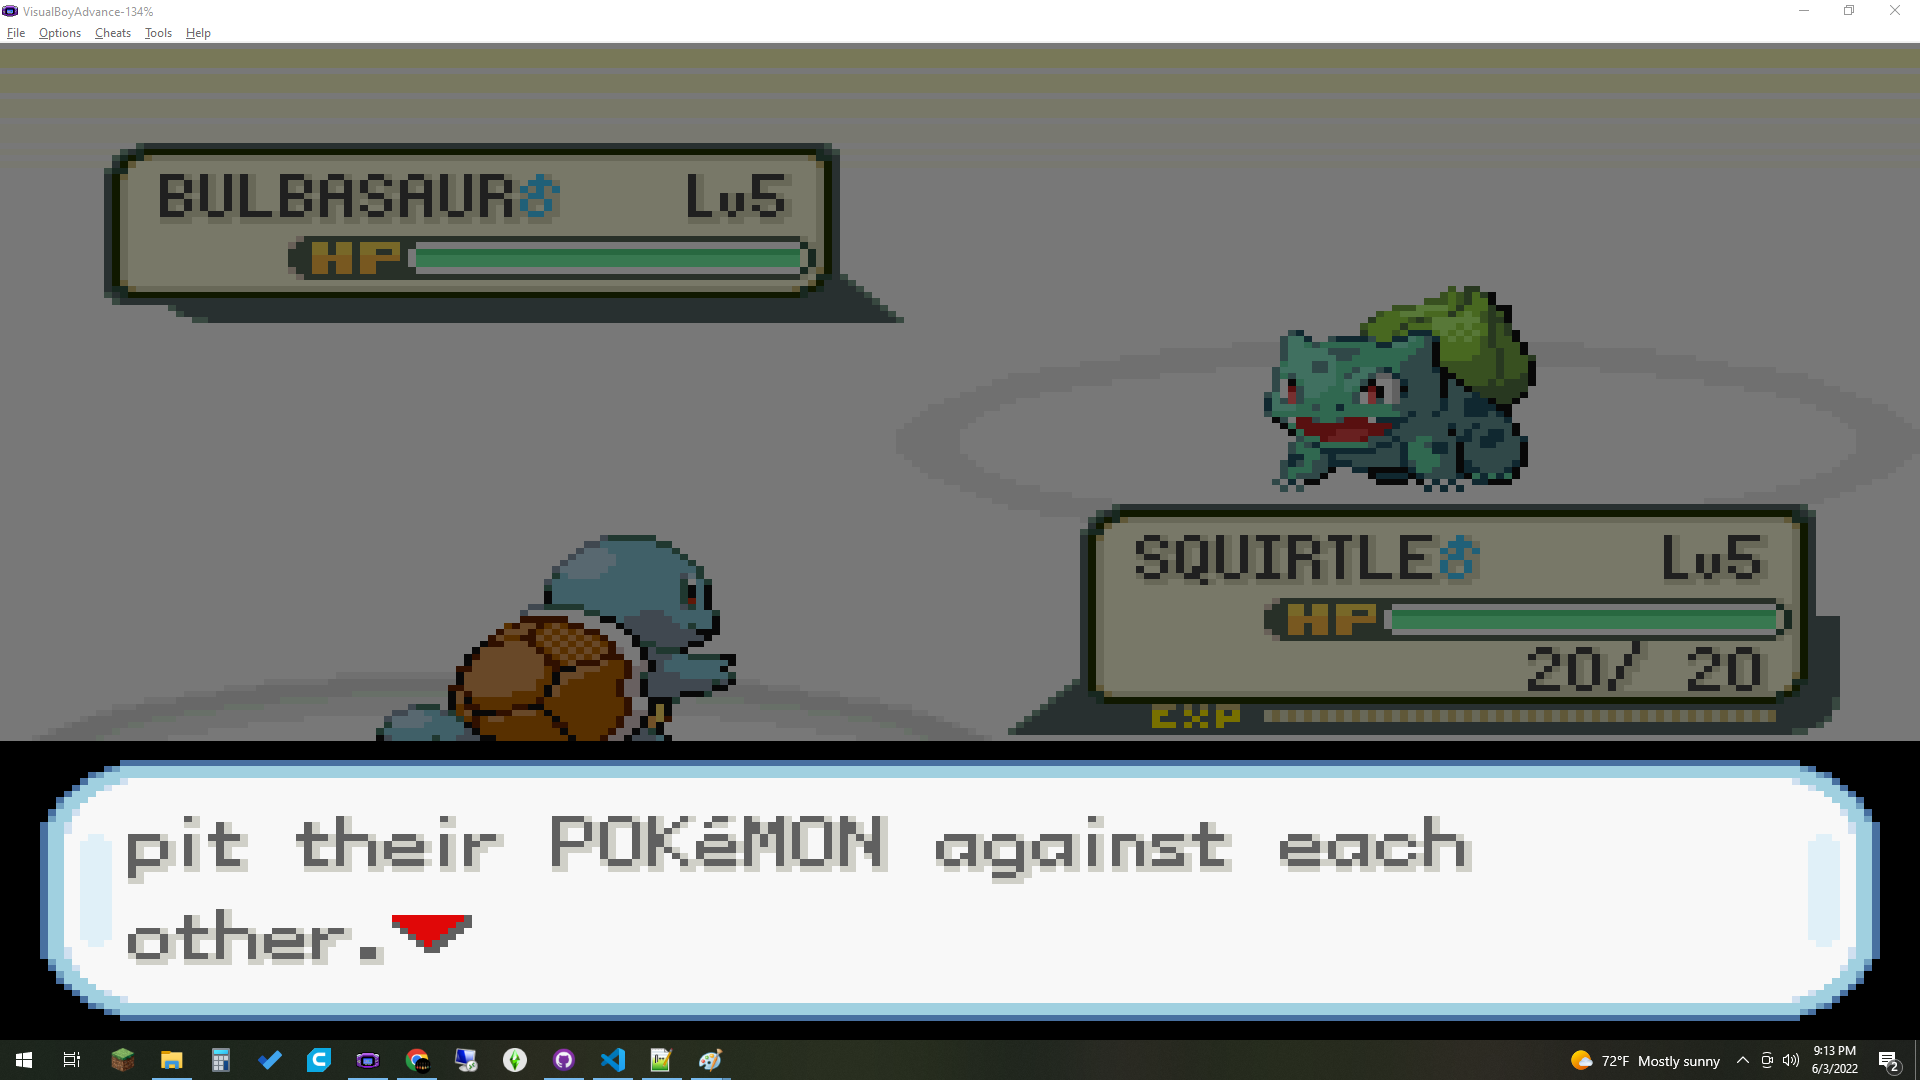 VisualBoyAdvance-134%
File Options Cheats Tools Help
BULBASAUR♂ Lv5
HP
SQUIRTLE♂ Lv5
HP
20/ 20
EXP
pit their POKéMON against each
other.
72°F Mostly sunny
9:13 PM
6/3/2022
2